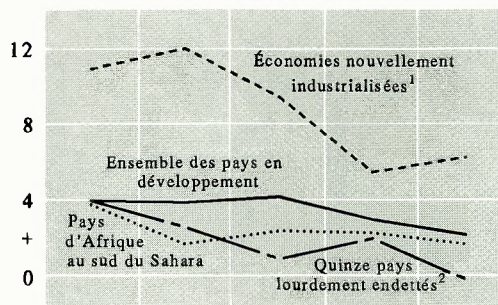 12
Économies nouvellement
industrialisées1
8
Ensemble des pays en
développement
4
Pays
d'Afrique
au sud du Sahara
+
0
Quinze pays
lourdement endettés2